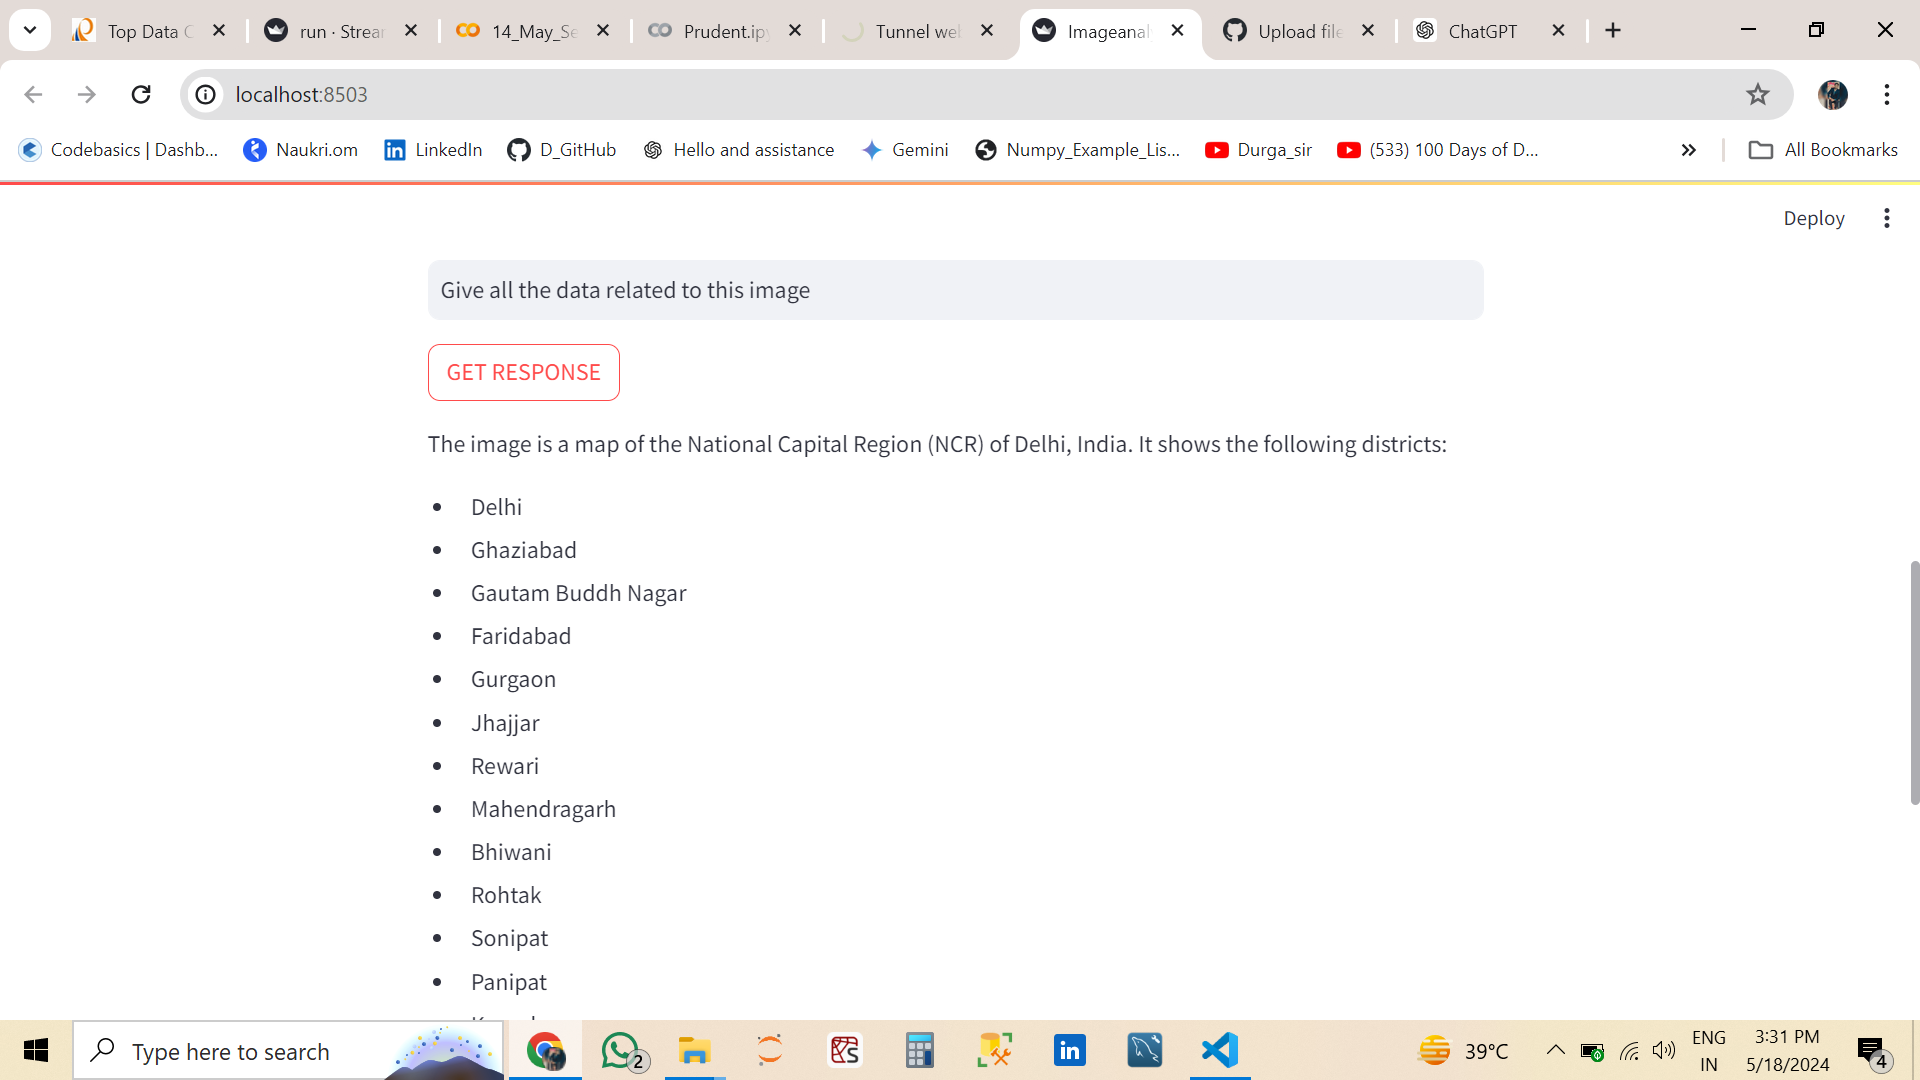 Top Data C
run · Strear
14_May_Se
Prudent.ipy
Tunnel web
Imageanal
Upload file
ChatGPT
localhost:8503
Codebasics | Dashb...
Naukri.om
LinkedIn
D_GitHub
Hello and assistance
Gemini
Numpy_Example_Lis...
Durga_sir
(533) 100 Days of D...
All Bookmarks
Deploy
Give all the data related to this image
GET RESPONSE
The image is a map of the National Capital Region (NCR) of Delhi, India. It shows the following districts:
Delhi
Ghaziabad
Gautam Buddh Nagar
Faridabad
Gurgaon
Jhajjar
Rewari
Mahendragarh
Bhiwani
Rohtak
Sonipat
Panipat
Type here to search
2
39°C
ENG
IN
3:31 PM
5/18/2024
4